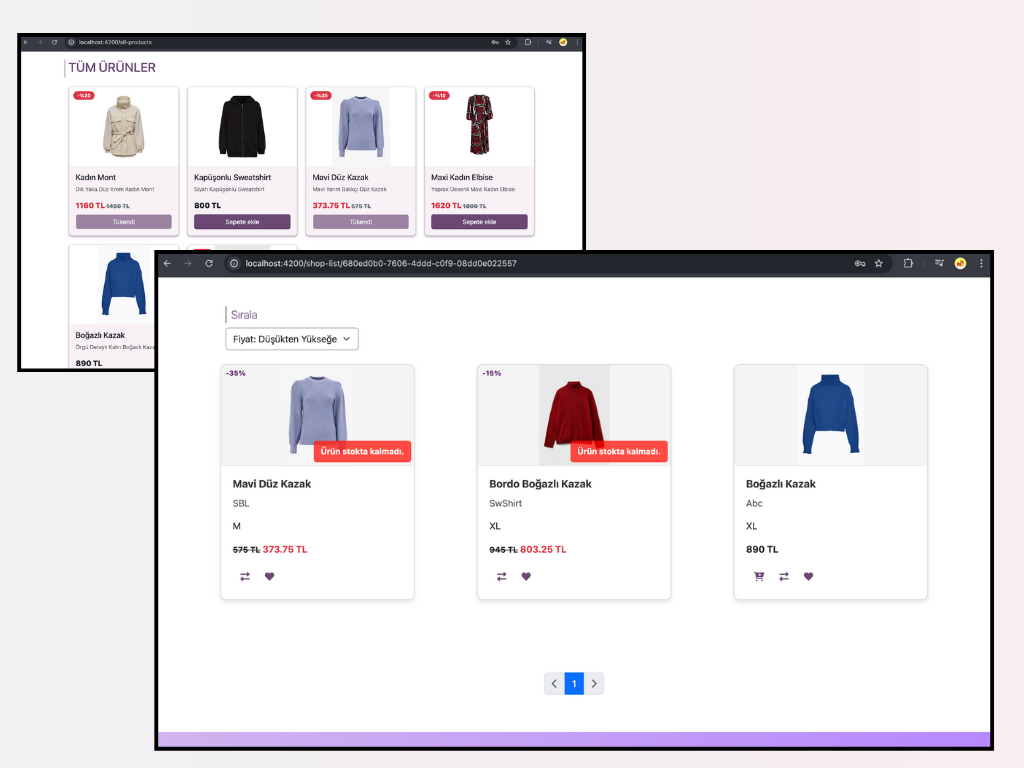 localhost:4200/all-products
TÜM ÜRÜNLER
-%20
Kadın Mont
Dik Yaka Düz Krem Kadın Mont
1160 TL 1450 TL
Tükendi
Kapüşonlu Sweatshirt
Siyah Kapüşonlu Sweatshirt
800 TL
Sepete ekle
-%35
Mavi Düz Kazak
Mavi Yarım Balıkçı Düz Kazak
373.75 TL 575 TL
Tükendi
-%10
Maxi Kadın Elbise
Yaprak Desenli Maxi Kadın Elbise
1620 TL 1800 TL
Sepete ekle
Boğazlı Kazak
Örgü Detaylı Kalın Boğazlı Kaza
890 TL
localhost:4200/shop-list/680ed0b0-7606-4ddd-c0f9-08dd0e022557
Sırala
Fiyat: Düşükten Yükseğe
-35%
Ürün stokta kalmadı.
Mavi Düz Kazak
SBL
M
575 TL 373.75 TL
-15%
Ürün stokta kalmadı.
Bordo Boğazlı Kazak
SwShirt
XL
945 TL 803.25 TL
Boğazlı Kazak
Abc
XL
890 TL
1